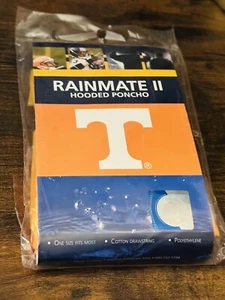 RAINMATE II
HOODED PONCHO
T®
• ONE SIZE FITS MOST • COTTON DRAWSTRING • POLYETHYLENE